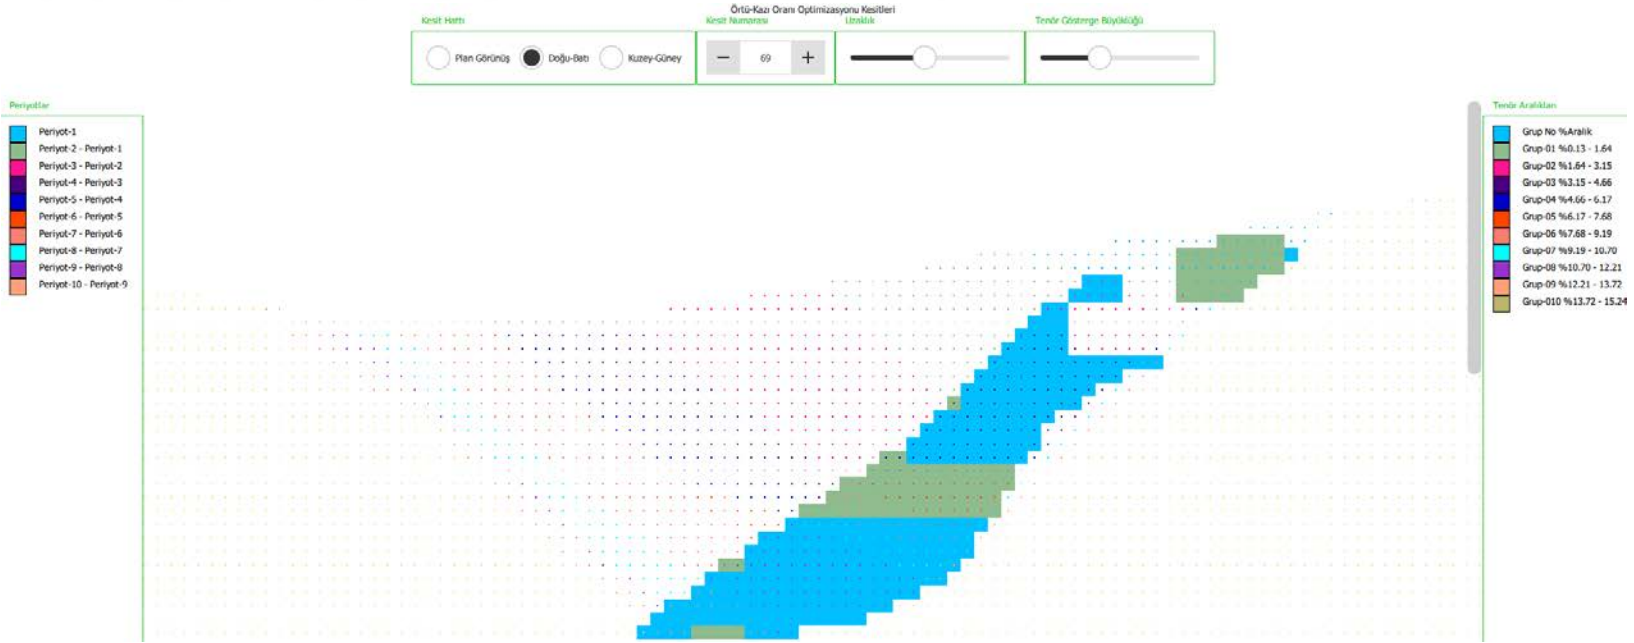 Örtü-Kazı Oranı Optimizasyonu Kesitleri
Kesit Hattı
Kesit Numarası
Uzaklık
Tenör Gösterge Büyüklüğü
Plan Görünüş
Doğu-Batı
Kuzey-Güney
− 69 +
Periyotlar
Periyot-1
Periyot-2 - Periyot-1
Periyot-3 - Periyot-2
Periyot-4 - Periyot-3
Periyot-5 - Periyot-4
Periyot-6 - Periyot-5
Periyot-7 - Periyot-6
Periyot-8 - Periyot-7
Periyot-9 - Periyot-8
Periyot-10 - Periyot-9
Tenör Aralıkları
Grup No %Aralık
Grup-01 %0.13 - 1.64
Grup-02 %1.64 - 3.15
Grup-03 %3.15 - 4.66
Grup-04 %4.66 - 6.17
Grup-05 %6.17 - 7.68
Grup-06 %7.68 - 9.19
Grup-07 %9.19 - 10.70
Grup-08 %10.70 - 12.21
Grup-09 %12.21 - 13.72
Grup-010 %13.72 - 15.24